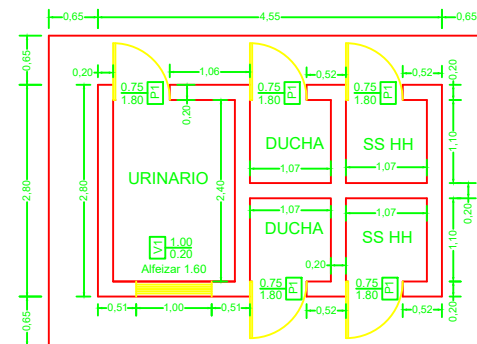 0,65 4,55 0,65
0,65
0,20 1,06 0,52 0,52 0,20
0.75 P1 0.75 P1 0.75 P1
1.80 1.80 1.80
0,20
DUCHA SS HH
1,10
2,80 2,80 URINARIO 2,40 1,07 1,07
0,20
1,07 1,07
DUCHA SS HH
V1 1.00
0.20
Alfeizar 1.60
0,20 1,10
0.75 P1 0.75 P1
1.80 1.80
0,51 1,00 0,51 0,52 0,52 0,20
0,65